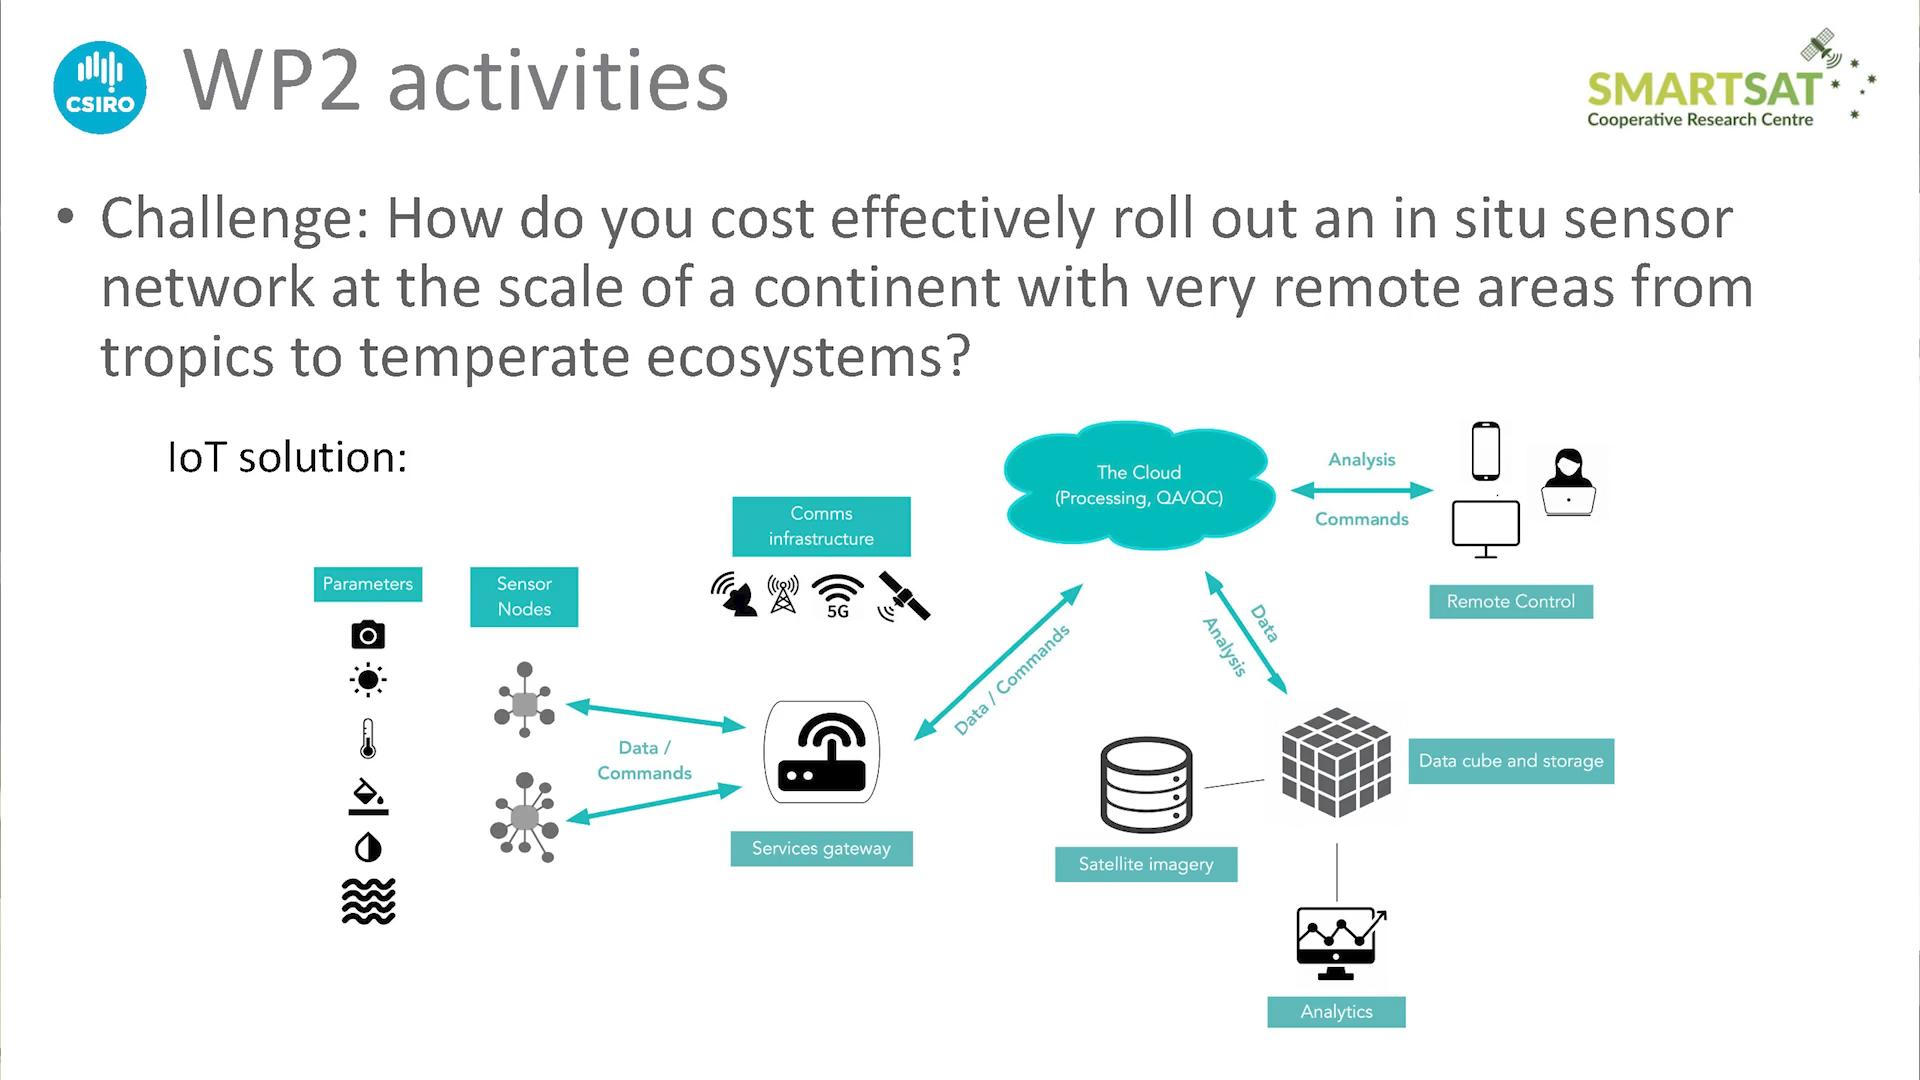 CSIRO
WP2 activities
SMARTSAT
Cooperative Research Centre
• Challenge: How do you cost effectively roll out an in situ sensor
network at the scale of a continent with very remote areas from
tropics to temperate ecosystems?
IoT solution:
The Cloud
(Processing, QA/QC)
Analysis
Commands
Remote Control
Comms
infrastructure
5G
Parameters
Sensor
Nodes
Data /
Commands
Services gateway
Data / Commands
Data
Analysis
Data cube and storage
Satellite imagery
Analytics